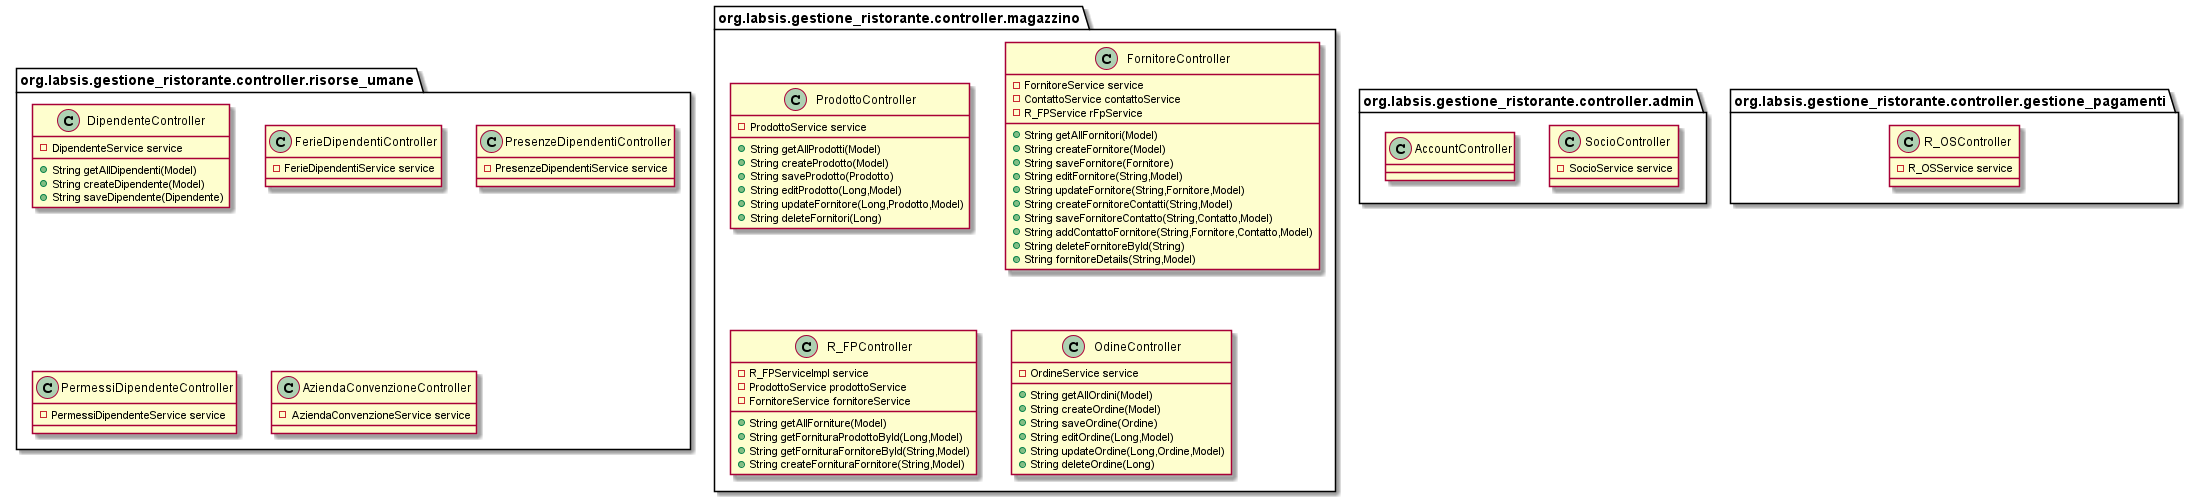 org.labsis.gestione_ristorante.controller.risorse_umane
C DipendenteController
DipendenteService service
String getAllDipendenti(Model)
String createDipendente(Model)
String saveDipendente(Dipendente)
C FerieDipendentiController
FerieDipendentiService service
C PresenzeDipendentiController
PresenzeDipendentiService service
C PermessiDipendenteController
PermessiDipendenteService service
C AziendaConvenzioneController
AziendaConvenzioneService service
org.labsis.gestione_ristorante.controller.magazzino
C ProdottoController
ProdottoService service
String getAllProdotti(Model)
String createProdotto(Model)
String saveProdotto(Prodotto)
String editProdotto(Long,Model)
String updateFornitore(Long,Prodotto,Model)
String deleteFornitori(Long)
C FornitoreController
FornitoreService service
ContattoService contattoService
R_FPService rFpService
String getAllFornitori(Model)
String createFornitore(Model)
String saveFornitore(Fornitore)
String editFornitore(String,Model)
String updateFornitore(String,Fornitore,Model)
String createFornitoreContatti(String,Model)
String saveFornitoreContatto(String,Contatto,Model)
String addContattoFornitore(String,Fornitore,Contatto,Model)
String deleteFornitoreById(String)
String fornitoreDetails(String,Model)
C R_FPController
R_FPServiceImpl service
ProdottoService prodottoService
FornitoreService fornitoreService
String getAllForniture(Model)
String getFornituraProdottoById(Long,Model)
String getFornituraFornitoreById(String,Model)
String createFornituraFornitore(String,Model)
C OdineController
OrdineService service
String getAllOrdini(Model)
String createOrdine(Model)
String saveOrdine(Ordine)
String editOrdine(Long,Model)
String updateOrdine(Long,Ordine,Model)
String deleteOrdine(Long)
org.labsis.gestione_ristorante.controller.admin
C AccountController
C SocioController
SocioService service
org.labsis.gestione_ristorante.controller.gestione_pagamenti
C R_OSController
R_OSService service